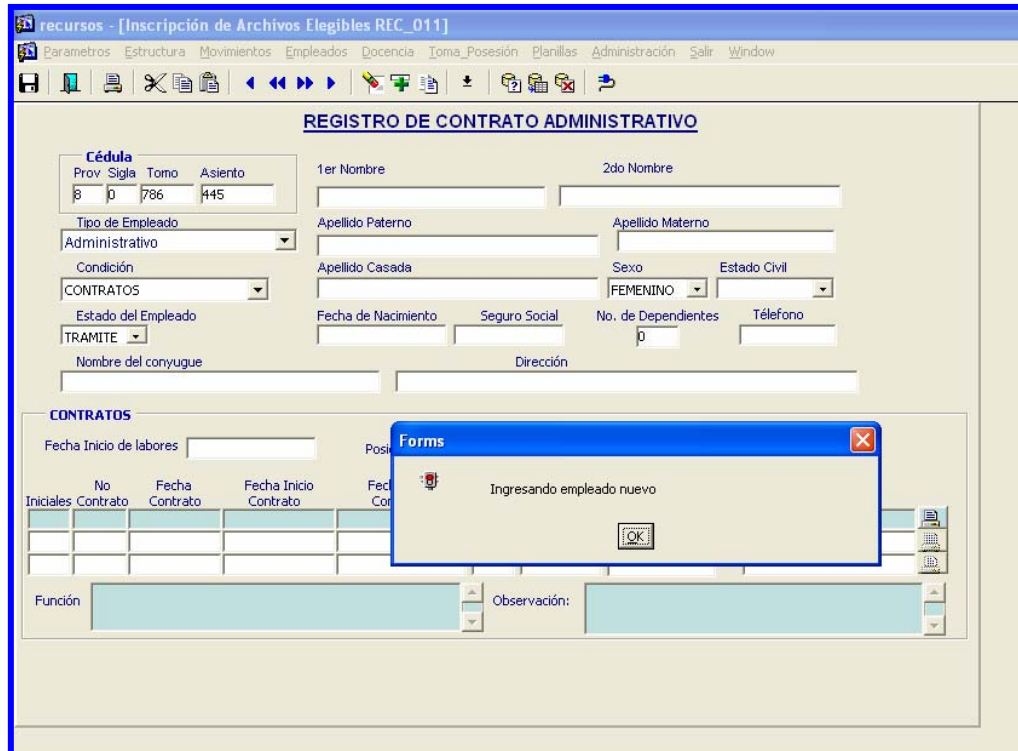 recursos - [Inscripción de Archivos Elegibles REC_011]
Parametros Estructura Movimientos Empleados Docencia Toma_Posesión Planillas Administración Salir Window
REGISTRO DE CONTRATO ADMINISTRATIVO
Cédula
Prov Sigla Tomo Asiento
8 0 786 445
1er Nombre
2do Nombre
Tipo de Empleado
Administrativo
Apellido Paterno
Apellido Materno
Condición
CONTRATOS
Apellido Casada
Sexo
FEMENINO
Estado Civil
Estado del Empleado
TRAMITE
Fecha de Nacimiento
Seguro Social
No. de Dependientes
0
Télefono
Nombre del conyugue
Dirección
CONTRATOS
Fecha Inicio de labores
Forms
Ingresando empleado nuevo
OK
Iniciales
No Contrato
Fecha Contrato
Fecha Inicio Contrato
Función
Observación: